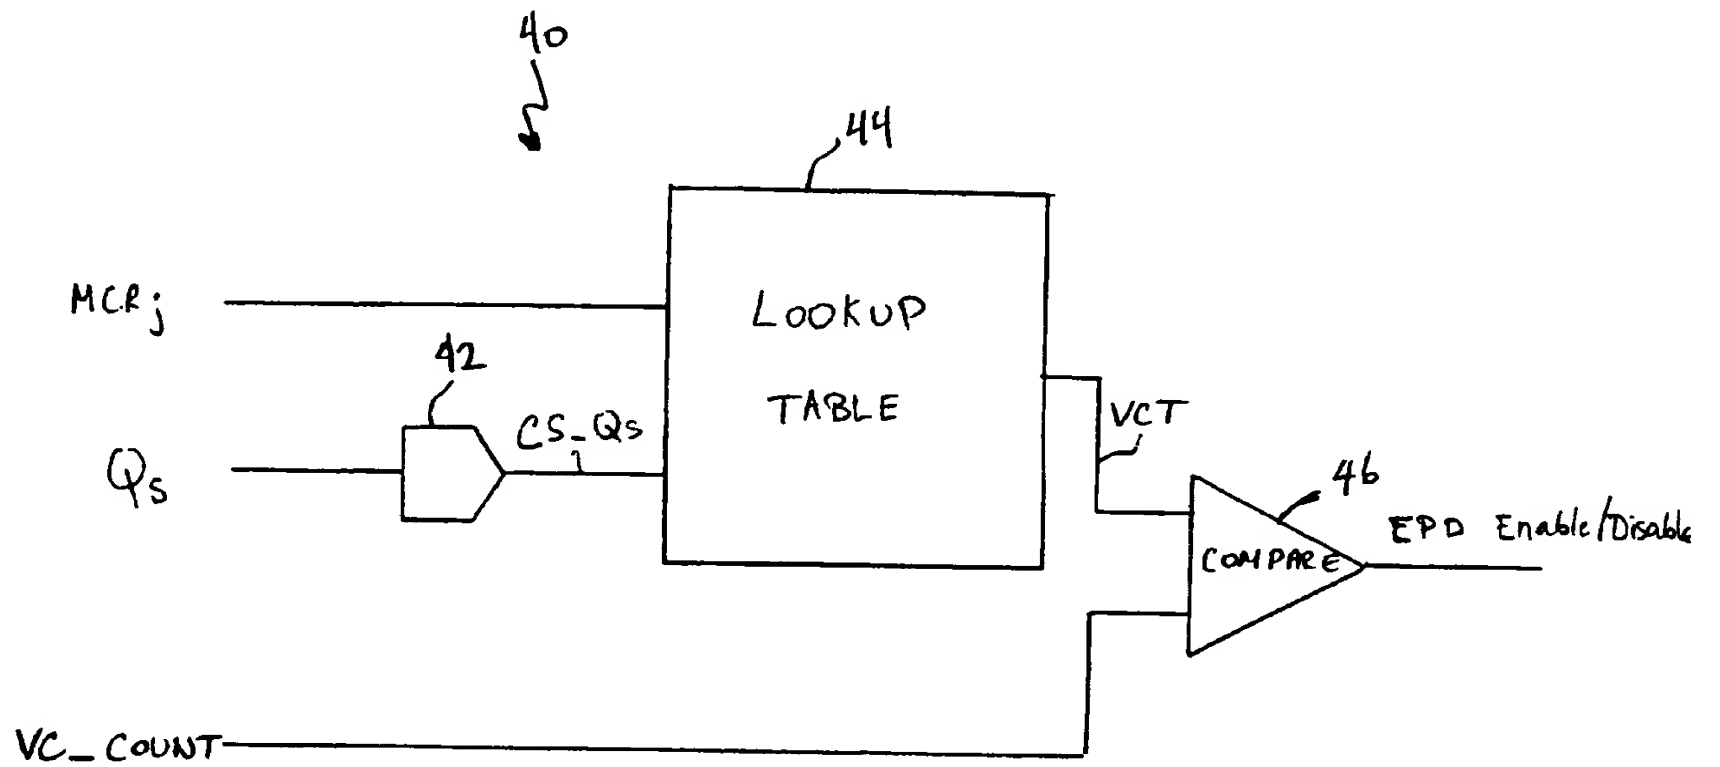 40
44
MCRj
LOOKUP
TABLE
42
CS_Qs
Qs
VCT
46
EPD Enable/Disable
COMPARE
VC_COUNT